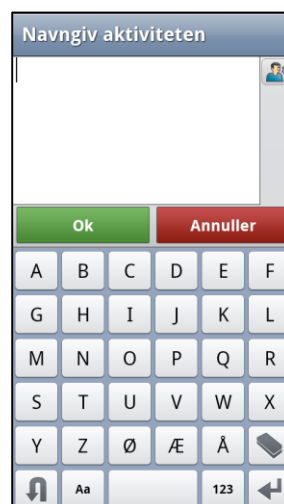 Navngiv aktiviteten
Ok Annuller
A B C D E F
G H I J K L
M N O P Q R
S T U V W X
Y Z Ø Æ Å
Aa 123